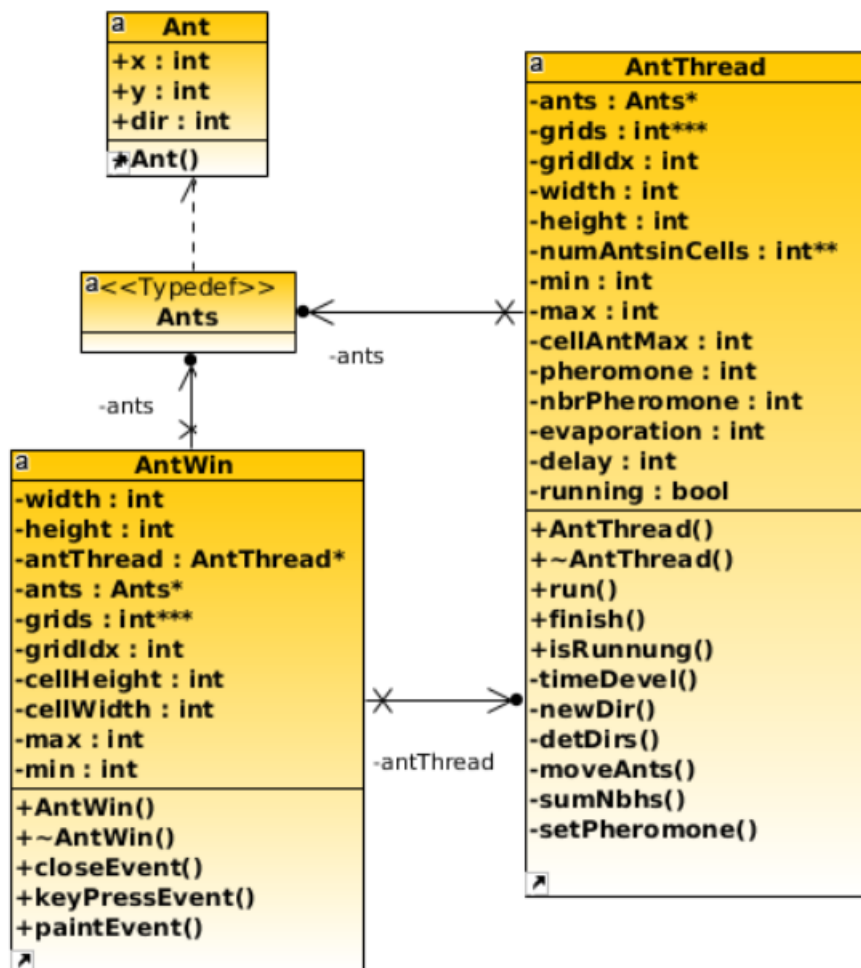 a
Ant
+x : int
+y : int
+dir : int
+Ant()
a
AntThread
-ants : Ants*
-grids : int***
-gridIdx : int
-width : int
-height : int
-numAntsinCells : int**
-min : int
-max : int
-cellAntMax : int
-pheromone : int
-nbrPheromone : int
-evaporation : int
-delay : int
-running : bool
+AntThread()
+~AntThread()
+run()
+finish()
+isRunnung()
-timeDevel()
-newDir()
-detDirs()
-moveAnts()
-sumNbhs()
-setPheromone()
a
<<Typedef>>
Ants
-ants
-ants
a
AntWin
-width : int
-height : int
-antThread : AntThread*
-ants : Ants*
-grids : int***
-gridIdx : int
-cellHeight : int
-cellWidth : int
-max : int
-min : int
+AntWin()
+~AntWin()
+closeEvent()
+keyPressEvent()
+paintEvent()
-antThread